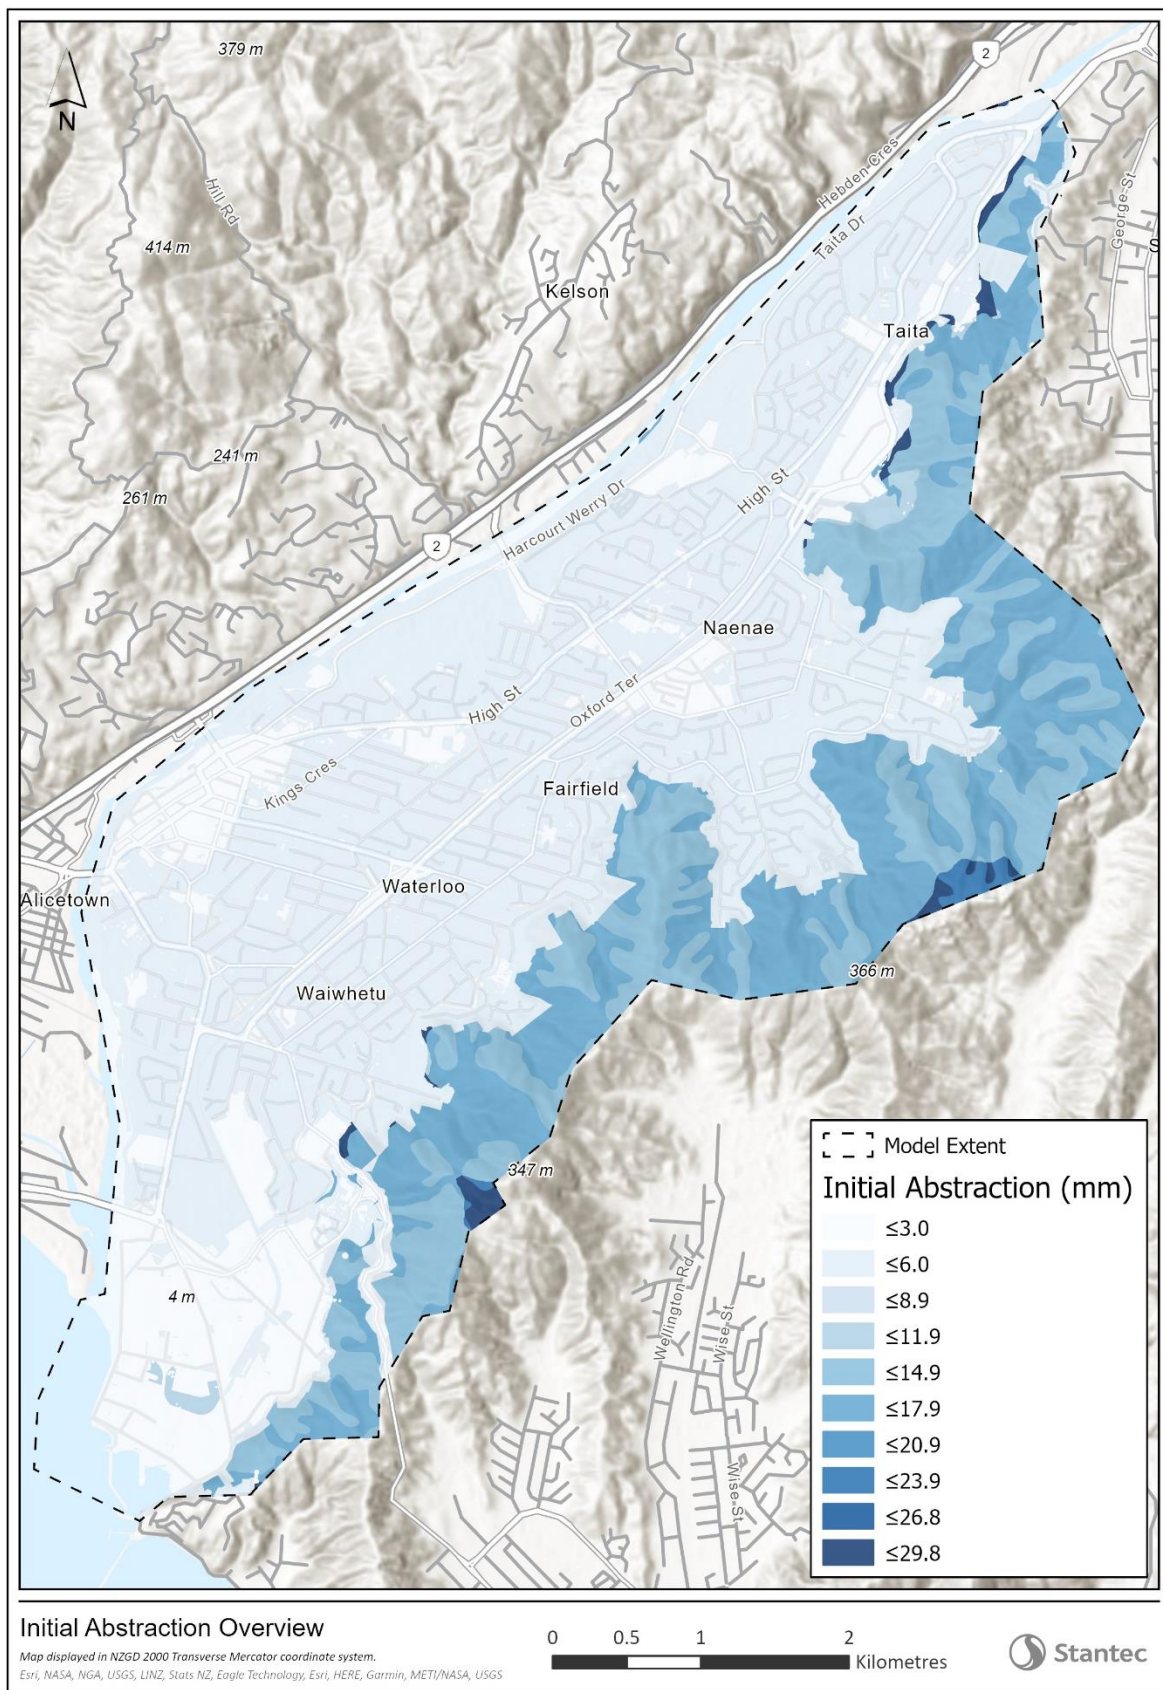 379 m
2
N
Hebden Cres
Hill Rd
George St
Taita Dr
414 m
S
Kelson
Taita
241 m
High St
261 m
Harcourt Werry Dr
2
Naenae
High St
Oxford Ter
Kings Cres
Fairfield
Waterloo
Alicetown
366 m
Waiwhetu
347 m
4 m
Wellington Rd
Wise St
Wise St
Model Extent
Initial Abstraction (mm)
≤3.0
≤6.0
≤8.9
≤11.9
≤14.9
≤17.9
≤20.9
≤23.9
≤26.8
≤29.8
Initial Abstraction Overview
Map displayed in NZGD 2000 Transverse Mercator coordinate system.
Esri, NASA, NGA, USGS, LINZ, Stats NZ, Eagle Technology, Esri, HERE, Garmin, METI/NASA, USGS
0 0.5 1 2
Kilometres
Stantec